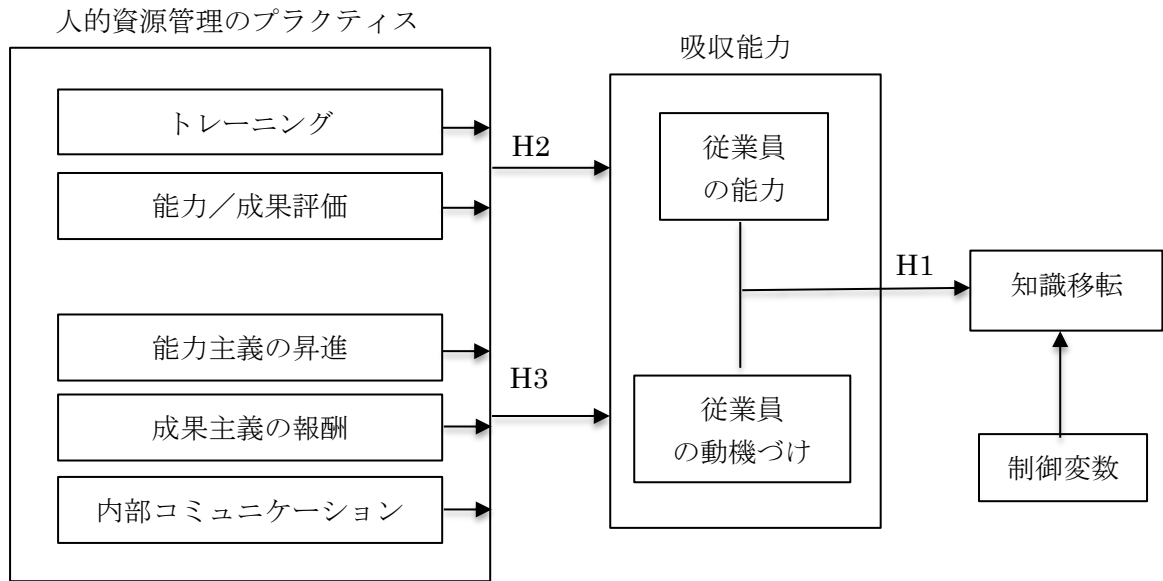 人的資源管理のプラクティス
トレーニング
能力／成果評価
能力主義の昇進
成果主義の報酬
内部コミュニケーション
H2
H3
吸収能力
従業員
の能力
従業員
の動機づけ
H1
知識移転
制御変数